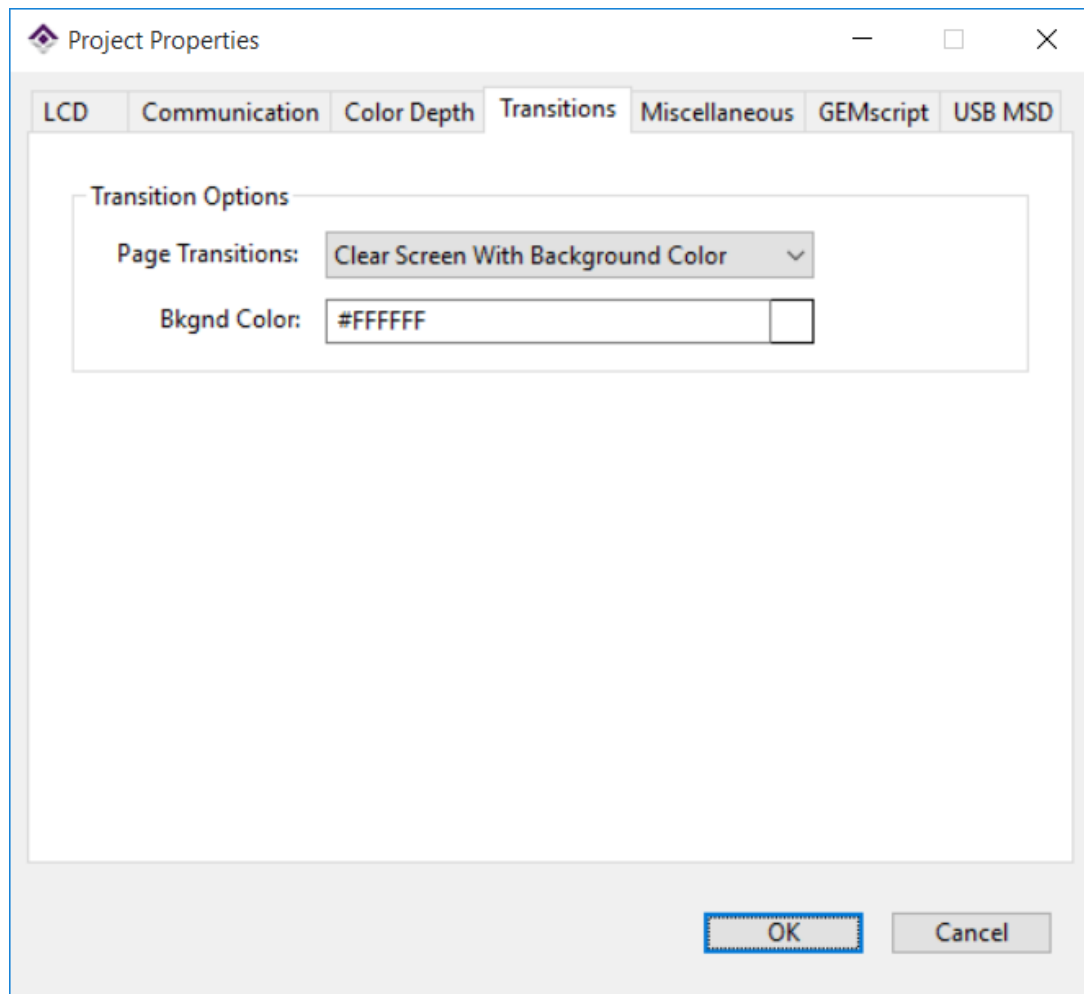 Project Properties
LCD Communication Color Depth Transitions Miscellaneous GEMscript USB MSD
Transition Options
Page Transitions: Clear Screen With Background Color
Bkgnd Color: #FFFFFF
OK Cancel